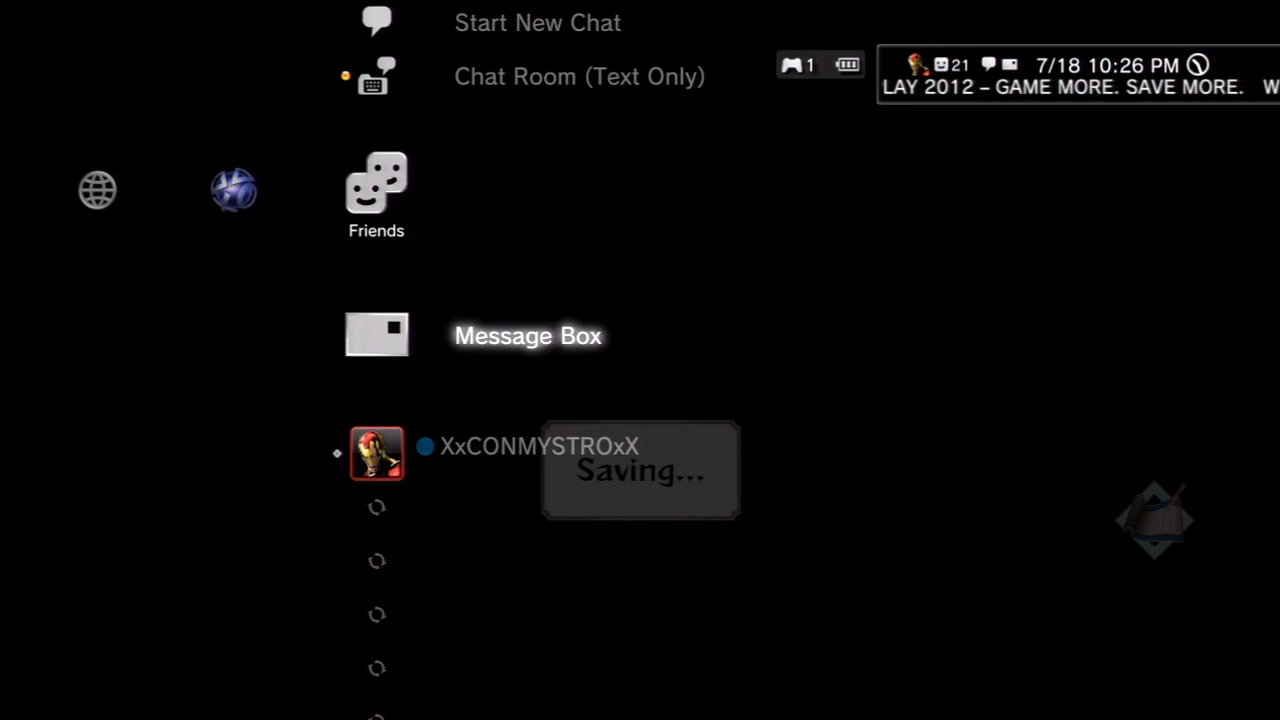 Start New Chat
Chat Room (Text Only)
1
21
7/18 10:26 PM
LAY 2012 – GAME MORE. SAVE MORE. W
Friends
Message Box
XxCONMYSTROxX
Saving...